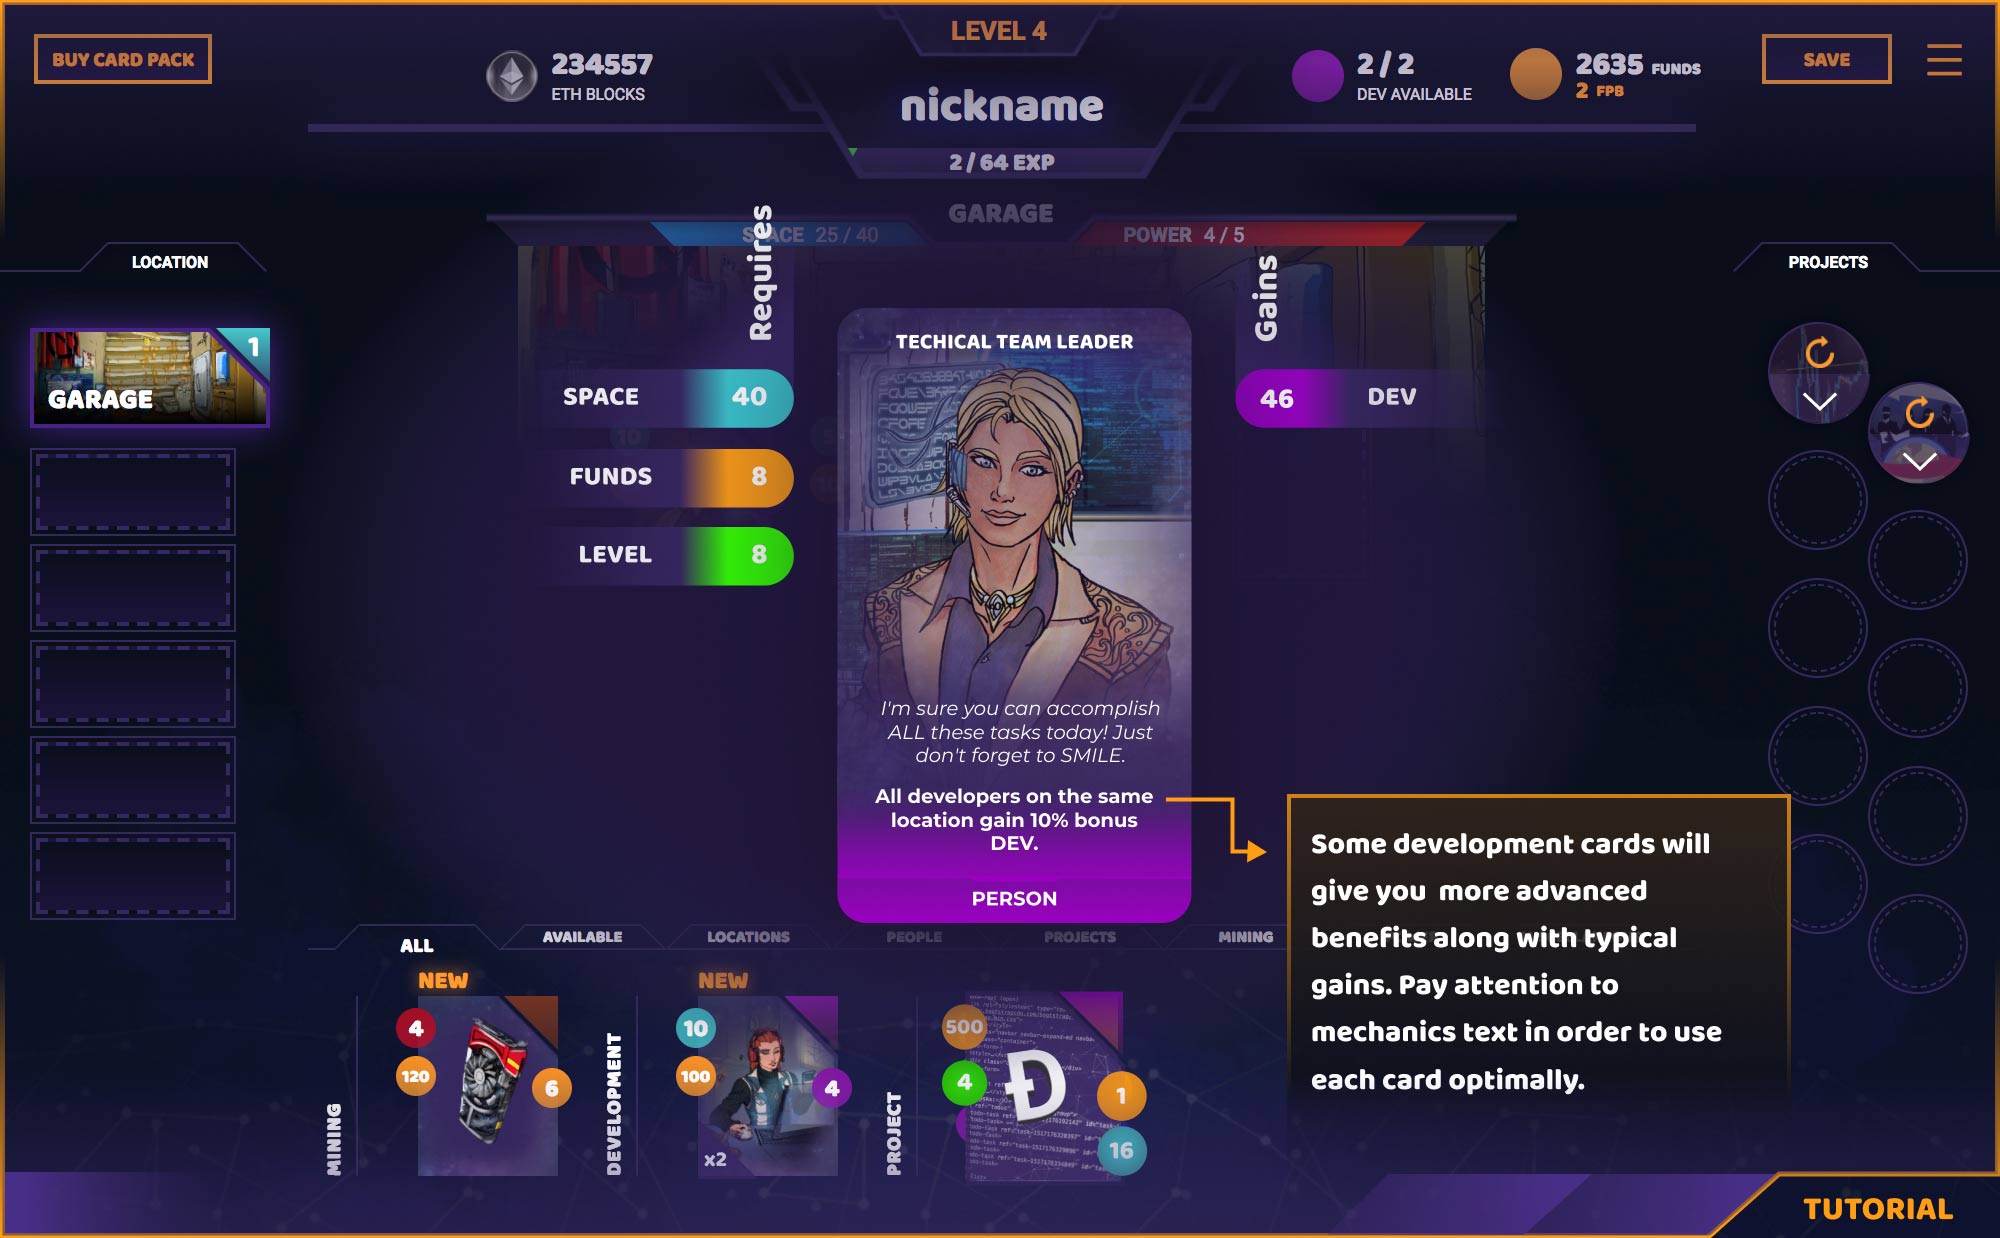 BUY CARD PACK
234557
ETH BLOCKS
LEVEL 4
nickname
2 / 64 EXP
2 / 2
DEV AVAILABLE
2635 FUNDS
2 FPB
SAVE
GARAGE
SPACE 25 / 40
POWER 4 / 5
LOCATION
1
GARAGE
PROJECTS
Requires
SPACE 40
FUNDS 8
LEVEL 8
Gains
46 DEV
TECHICAL TEAM LEADER
I'm sure you can accomplish
ALL these tasks today! Just
don't forget to SMILE.
All developers on the same
location gain 10% bonus
DEV.
PERSON
Some development cards will
give you more advanced
benefits along with typical
gains. Pay attention to
mechanics text in order to use
each card optimally.
ALL
AVAILABLE
LOCATIONS
PEOPLE
PROJECTS
MINING
MINING
NEW
4
120
6
DEVELOPMENT
NEW
10
100
4
x2
PROJECT
500
4
1
16
TUTORIAL